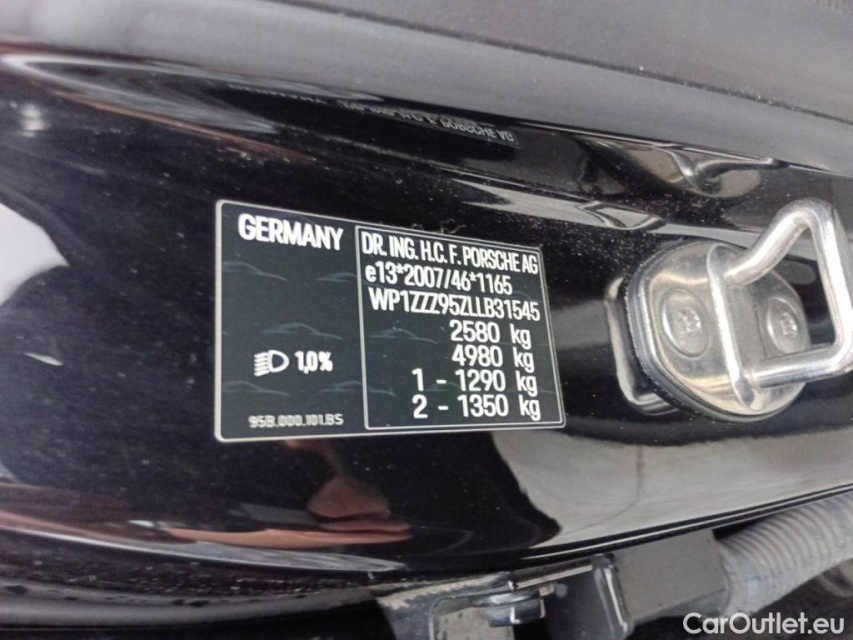 GERMANY
1,0%
95B.000.101.BS
DR. ING. H.C. F. PORSCHE AG
e13*2007/46*1165
WP1ZZZ95ZLLB31545
2580 kg
4980 kg
1 - 1290 kg
2 - 1350 kg
CarOutlet.eu